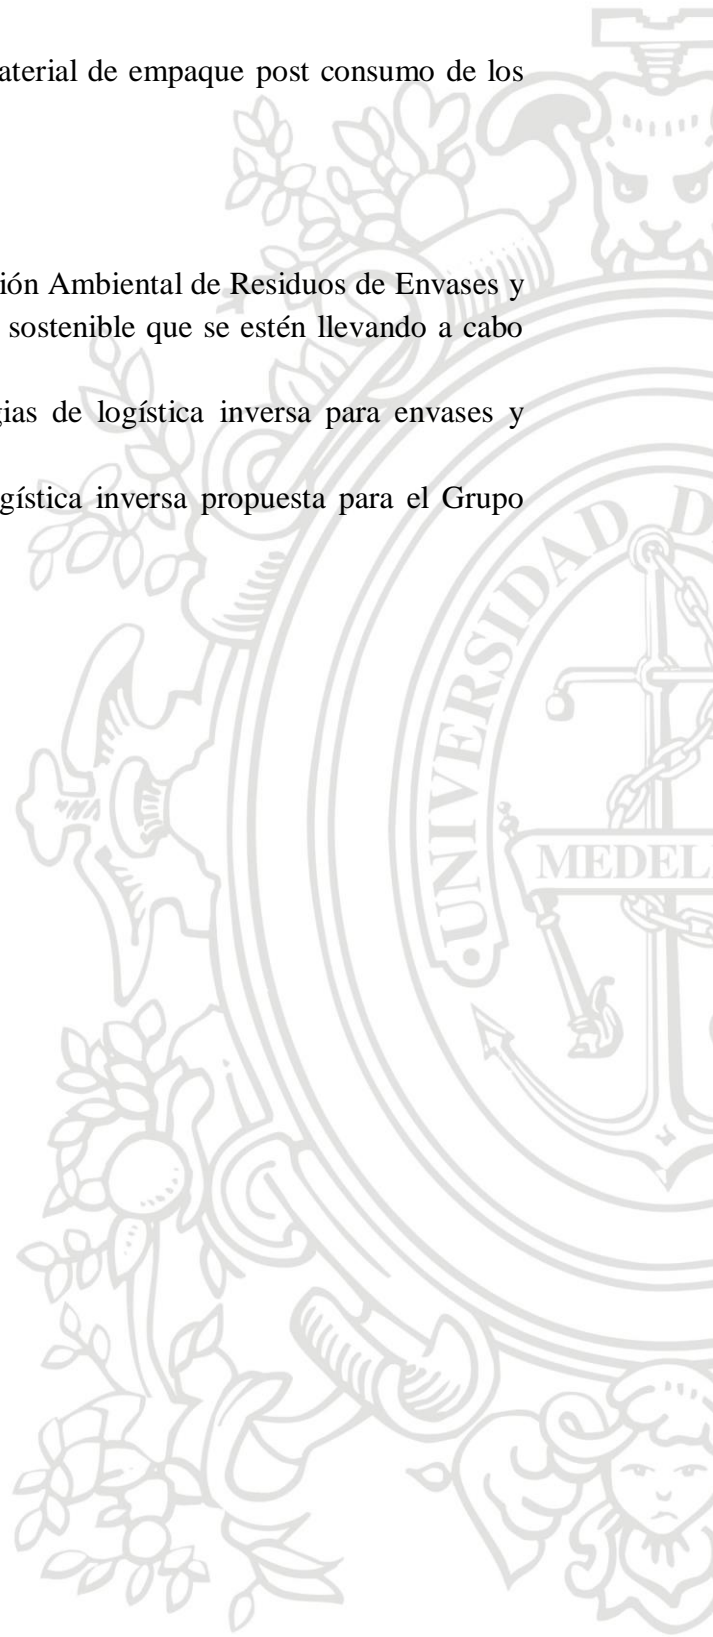 aterial de empaque post consumo de los
ión Ambiental de Residuos de Envases y
sostenible que se estén llevando a cabo
gias de logística inversa para envases y
gística inversa propuesta para el Grupo
UNIVERSIDAD D
MEDEL